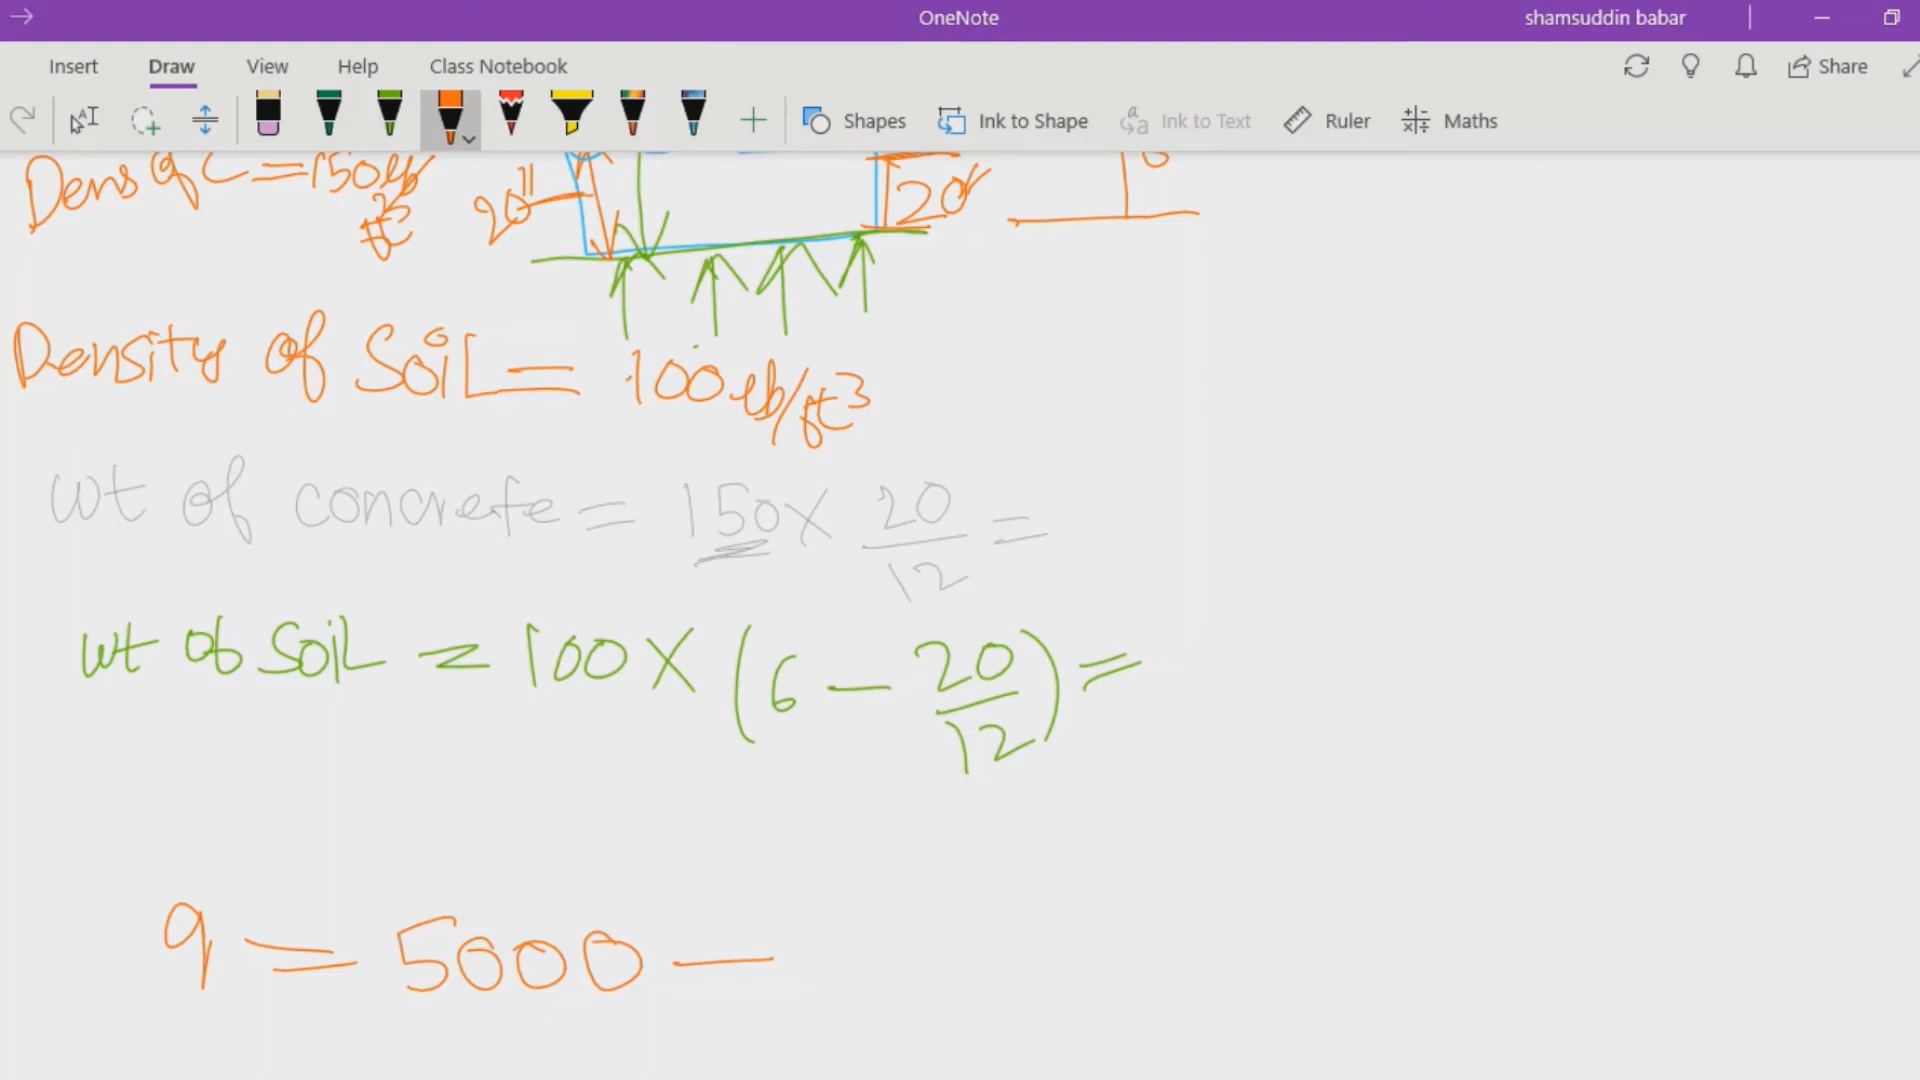 OneNote
shamsuddin babar
Insert Draw View Help Class Notebook
Share
Shapes Ink to Shape Ink to Text Ruler Maths
Dens of C = 150 lb
ft³
20"
20"
Density of Soil = 100 lb/ft³
wt of concrete = 150 X 20/12 =
wt of Soil = 100 X (6 - 20/12) =
q = 5000 —